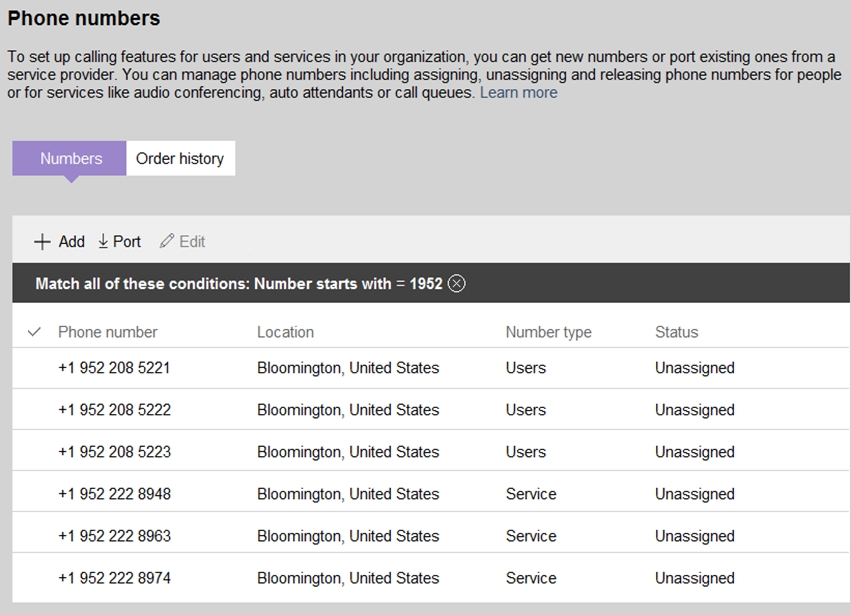 Phone numbers
To set up calling features for users and services in your organization, you can get new numbers or port existing ones from a
service provider. You can manage phone numbers including assigning, unassigning and releasing phone numbers for people
or for services like audio conferencing, auto attendants or call queues. Learn more
Numbers Order history
Add Port Edit
Match all of these conditions: Number starts with = 1952
Phone number Location Number type Status
+1 952 208 5221 Bloomington, United States Users Unassigned
+1 952 208 5222 Bloomington, United States Users Unassigned
+1 952 208 5223 Bloomington, United States Users Unassigned
+1 952 222 8948 Bloomington, United States Service Unassigned
+1 952 222 8963 Bloomington, United States Service Unassigned
+1 952 222 8974 Bloomington, United States Service Unassigned